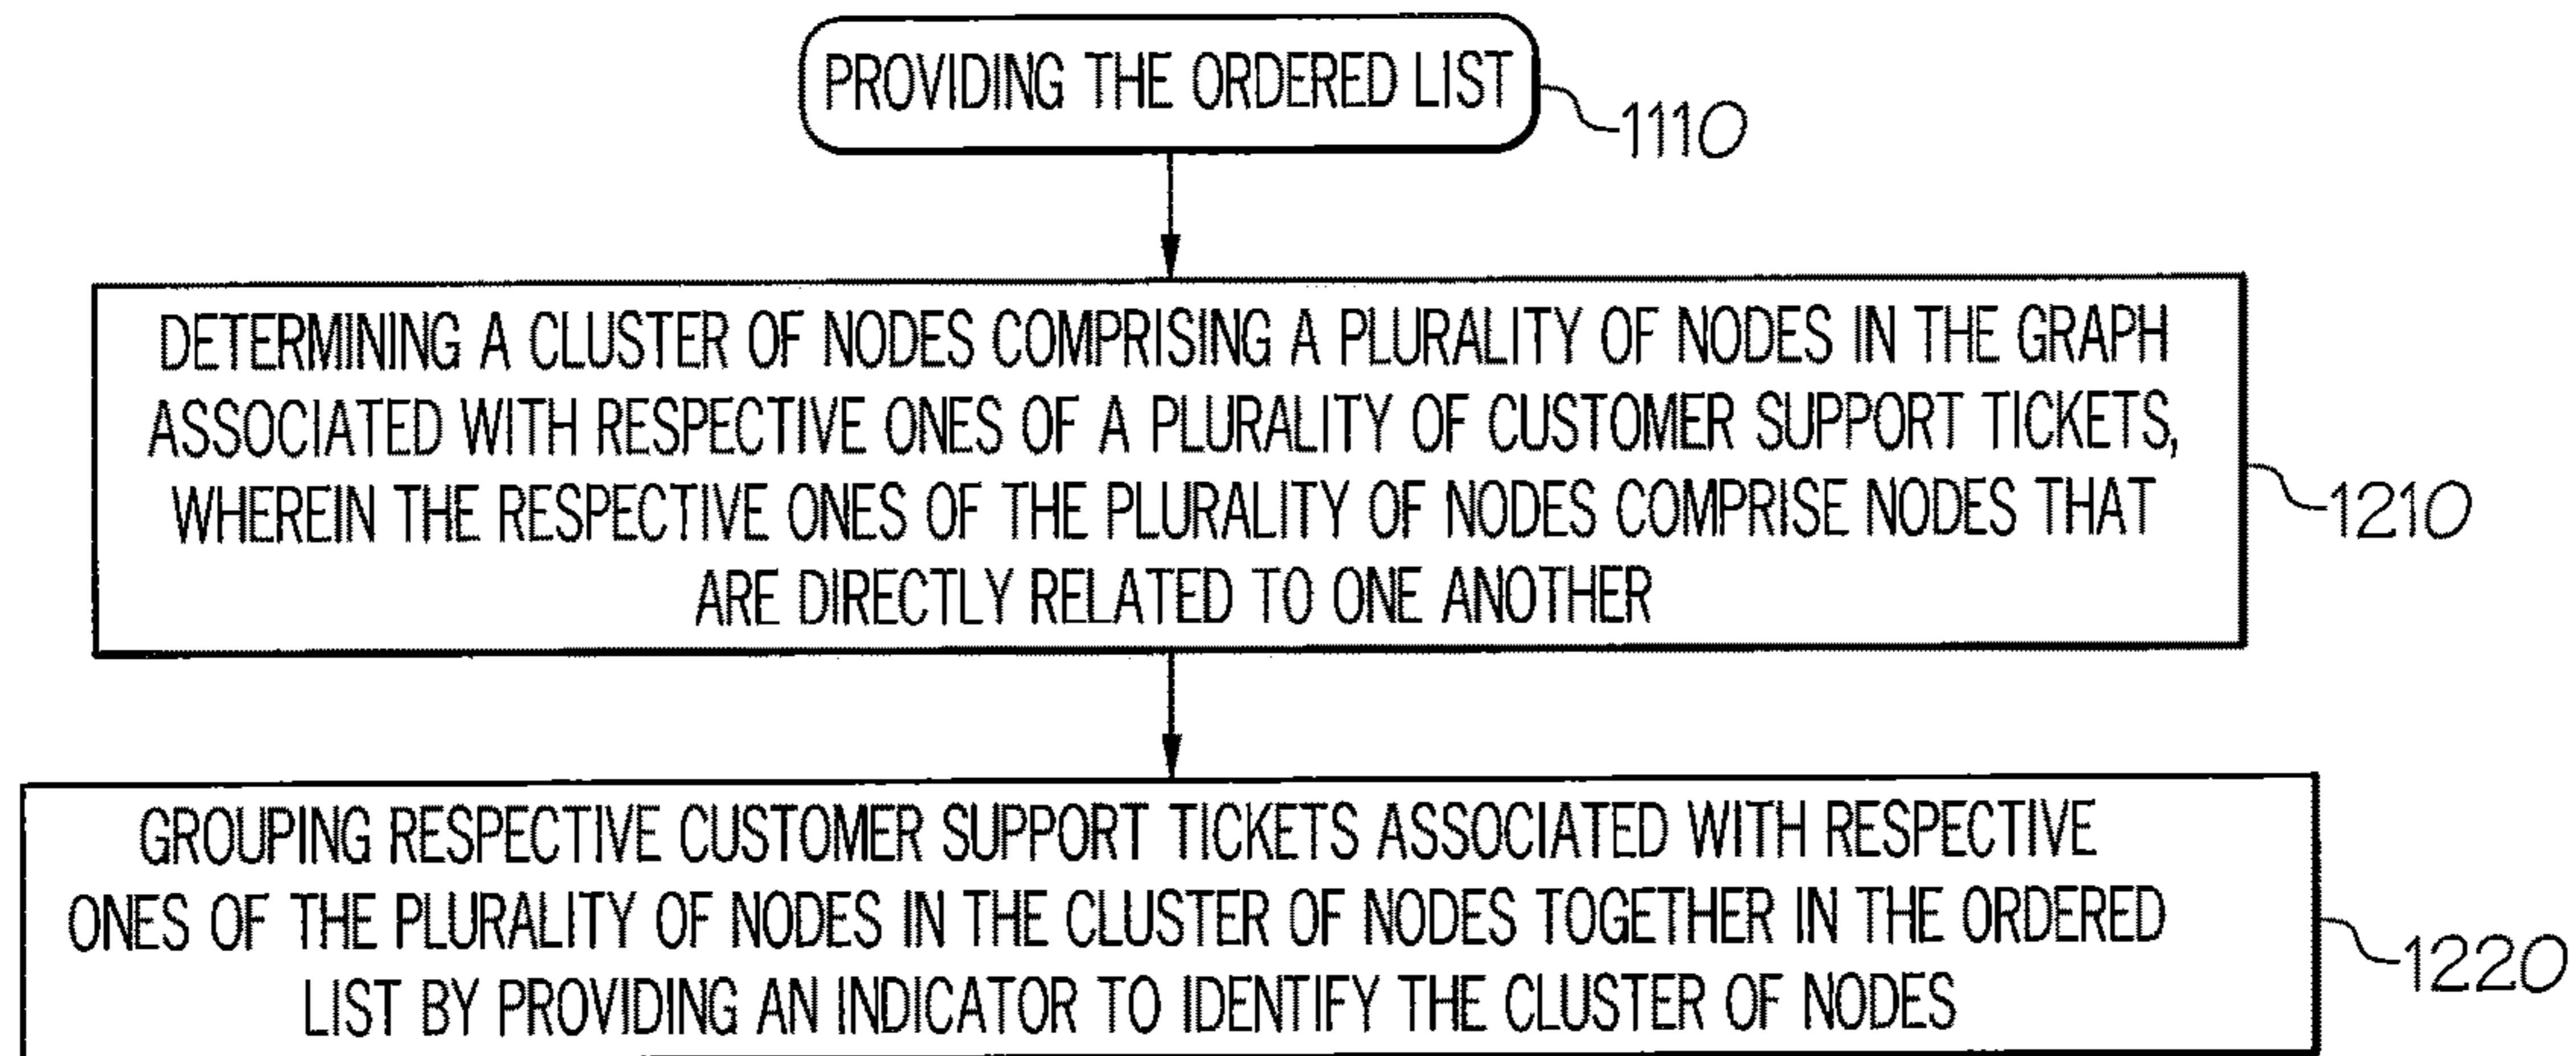 PROVIDING THE ORDERED LIST
1110
DETERMINING A CLUSTER OF NODES COMPRISING A PLURALITY OF NODES IN THE GRAPH
ASSOCIATED WITH RESPECTIVE ONES OF A PLURALITY OF CUSTOMER SUPPORT TICKETS,
WHEREIN THE RESPECTIVE ONES OF THE PLURALITY OF NODES COMPRISE NODES THAT
ARE DIRECTLY RELATED TO ONE ANOTHER
1210
GROUPING RESPECTIVE CUSTOMER SUPPORT TICKETS ASSOCIATED WITH RESPECTIVE
ONES OF THE PLURALITY OF NODES IN THE CLUSTER OF NODES TOGETHER IN THE ORDERED
LIST BY PROVIDING AN INDICATOR TO IDENTIFY THE CLUSTER OF NODES
1220